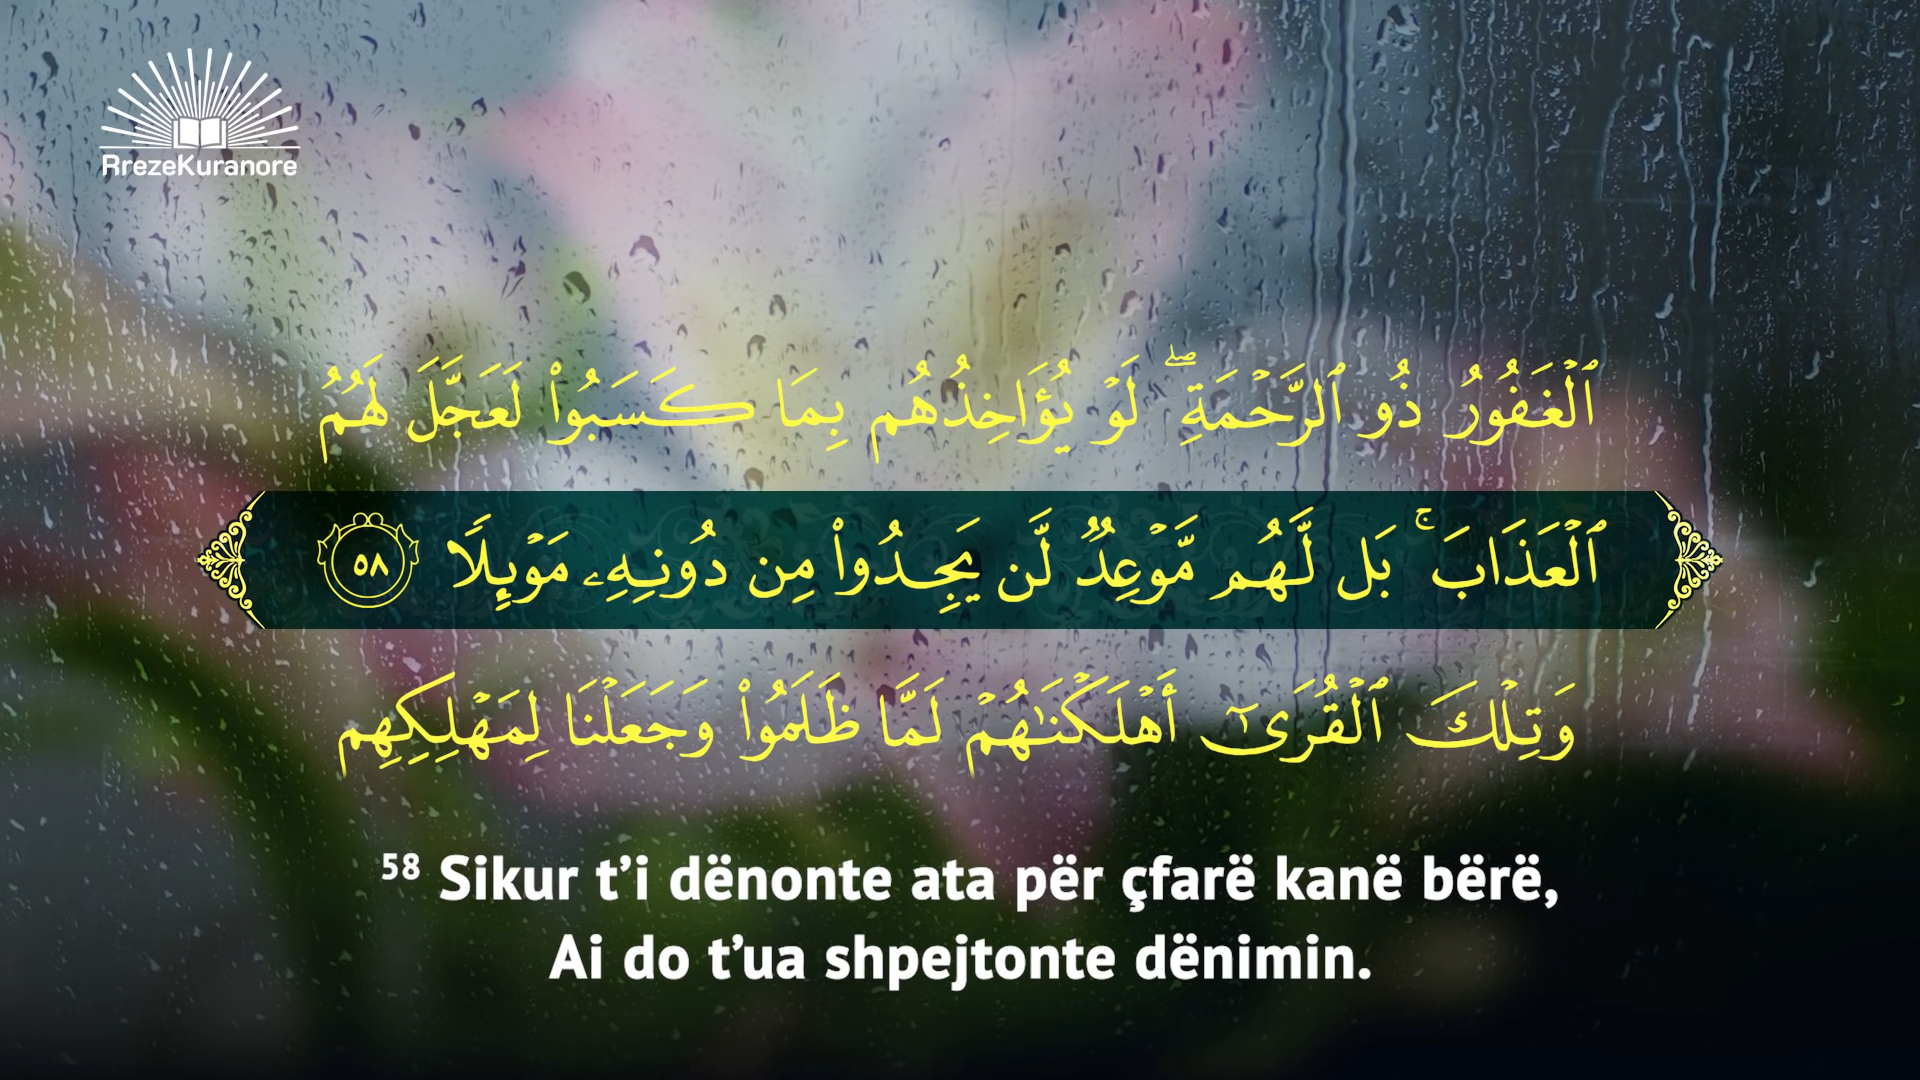 RrezeKuranore
ٱلْغَفُورُ ذُو ٱلرَّحْمَةِ ۖ لَوْ يُؤَاخِذُهُم بِمَا كَسَبُوا۟ لَعَجَّلَ لَهُمُ
ٱلْعَذَابَ ۚ بَل لَّهُم مَّوْعِدٌ لَّن يَجِدُوا۟ مِن دُونِهِۦ مَوْئِلًا ٥٨
وَتِلْكَ ٱلْقُرَىٰٓ أَهْلَكْنَـٰهُمْ لَمَّا ظَلَمُوا۟ وَجَعَلْنَا لِمَهْلِكِهِم
58 Sikur t’i dënonte ata për çfarë kanë bërë,
Ai do t’ua shpejtonte dënimin.